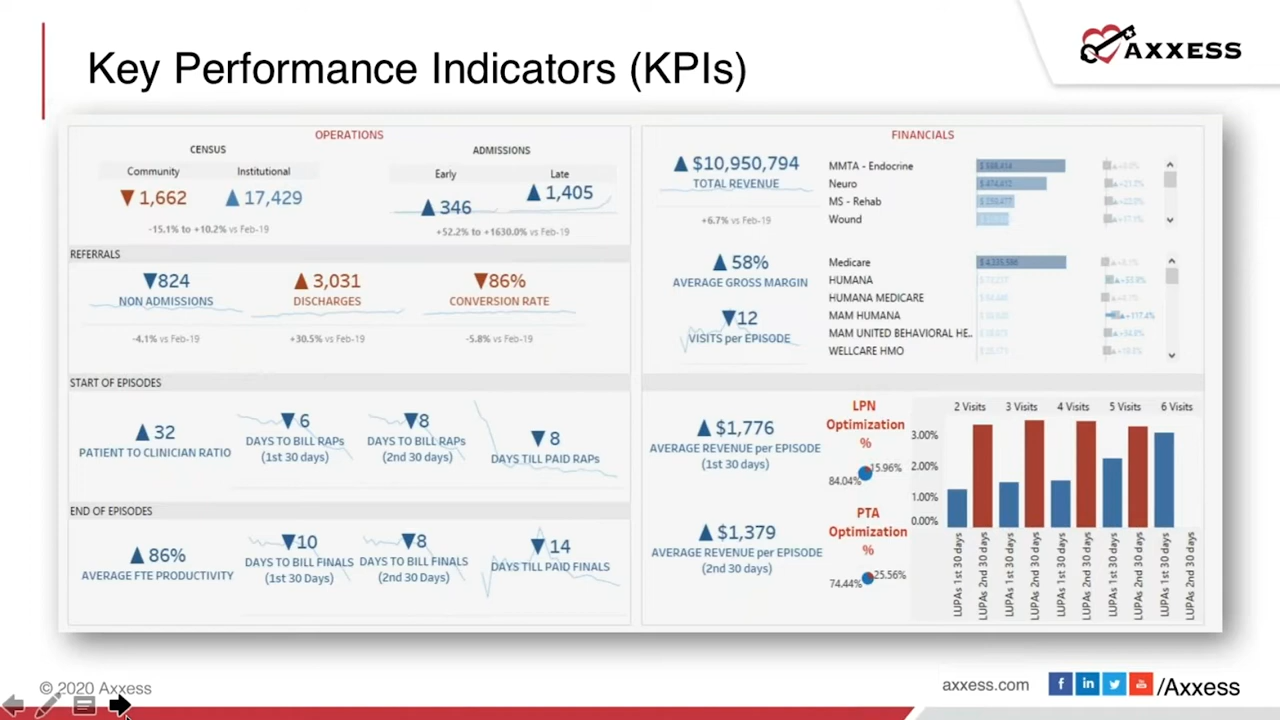 Key Performance Indicators (KPIs)
AXXESS
OPERATIONS
CENSUS
ADMISSIONS
Community
Institutional
Early
Late
▼ 1,662
▲ 17,429
▲ 346
▲ 1,405
-15.1% to +10.2% vs Feb-19
+52.2% to +1630.0% vs Feb-19
REFERRALS
▼824
▲ 3,031
▼86%
NON ADMISSIONS
DISCHARGES
CONVERSION RATE
-4.1% vs Feb-19
+30.5% vs Feb-19
-5.8% vs Feb-19
START OF EPISODES
▲ 32
PATIENT TO CLINICIAN RATIO
▼ 6
DAYS TO BILL RAPs
(1st 30 days)
▼8
DAYS TO BILL RAPs
(2nd 30 days)
▼ 8
DAYS TILL PAID RAPs
END OF EPISODES
▲ 86%
AVERAGE FTE PRODUCTIVITY
▼10
DAYS TO BILL FINALS
(1st 30 Days)
▼8
DAYS TO BILL FINALS
(2nd 30 Days)
▼ 14
DAYS TILL PAID FINALS
FINANCIALS
▲ $10,950,794
TOTAL REVENUE
+6.7% vs Feb-19
MMTA - Endocrine
Neuro
MS - Rehab
Wound
▲ 58%
AVERAGE GROSS MARGIN
▼12
VISITS per EPISODE
Medicare
HUMANA
HUMANA MEDICARE
MAM HUMANA
MAM UNITED BEHAVIORAL HE..
WELLCARE HMO
▲ $1,776
AVERAGE REVENUE per EPISODE
(1st 30 days)
▲ $1,379
AVERAGE REVENUE per EPISODE
(2nd 30 days)
LPN
Optimization
%
84.04%
15.96%
PTA
Optimization
%
74.44%
25.56%
2 Visits
3 Visits
4 Visits
5 Visits
6 Visits
3.00%
2.00%
1.00%
0.00%
LUPAs 1st 30 days
LUPAs 2nd 30 days
LUPAs 1st 30 days
LUPAs 2nd 30 days
LUPAs 1st 30 days
LUPAs 2nd 30 days
LUPAs 1st 30 days
LUPAs 2nd 30 days
LUPAs 1st 30 days
LUPAs 2nd 30 days
© 2020 Axxess
axxess.com
/Axxess